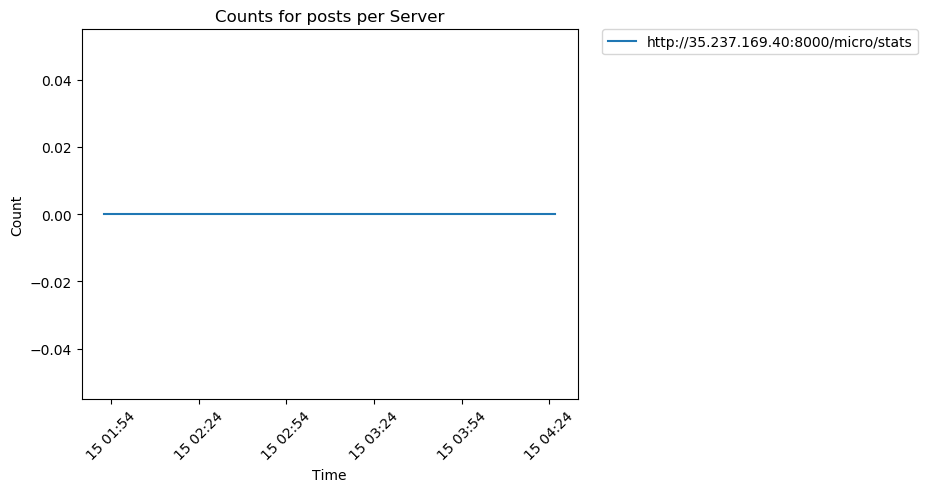 Counts for posts per Server
http://35.237.169.40:8000/micro/stats
0.04
0.02
0.00
−0.02
−0.04
Count
15 01:54
15 02:24
15 02:54
15 03:24
15 03:54
15 04:24
Time